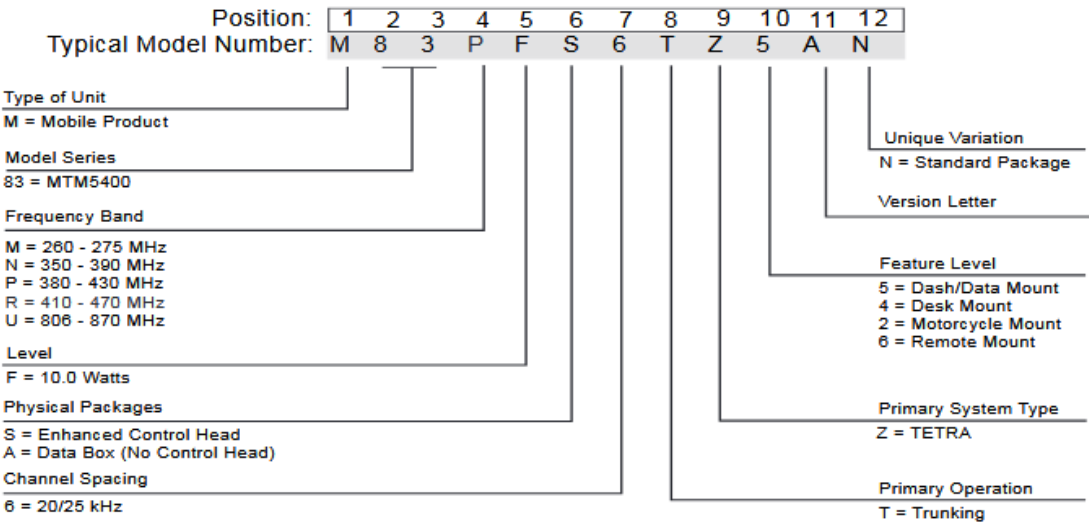 Position: 1 2 3 4 5 6 7 8 9 10 11 12
Typical Model Number: M 8 3 P F S 6 T Z 5 A N
Type of Unit
M = Mobile Product
Model Series
83 = MTM5400
Frequency Band
M = 260 - 275 MHz
N = 350 - 390 MHz
P = 380 - 430 MHz
R = 410 - 470 MHz
U = 806 - 870 MHz
Level
F = 10.0 Watts
Physical Packages
S = Enhanced Control Head
A = Data Box (No Control Head)
Channel Spacing
6 = 20/25 kHz
Unique Variation
N = Standard Package
Version Letter
Feature Level
5 = Dash/Data Mount
4 = Desk Mount
2 = Motorcycle Mount
6 = Remote Mount
Primary System Type
Z = TETRA
Primary Operation
T = Trunking